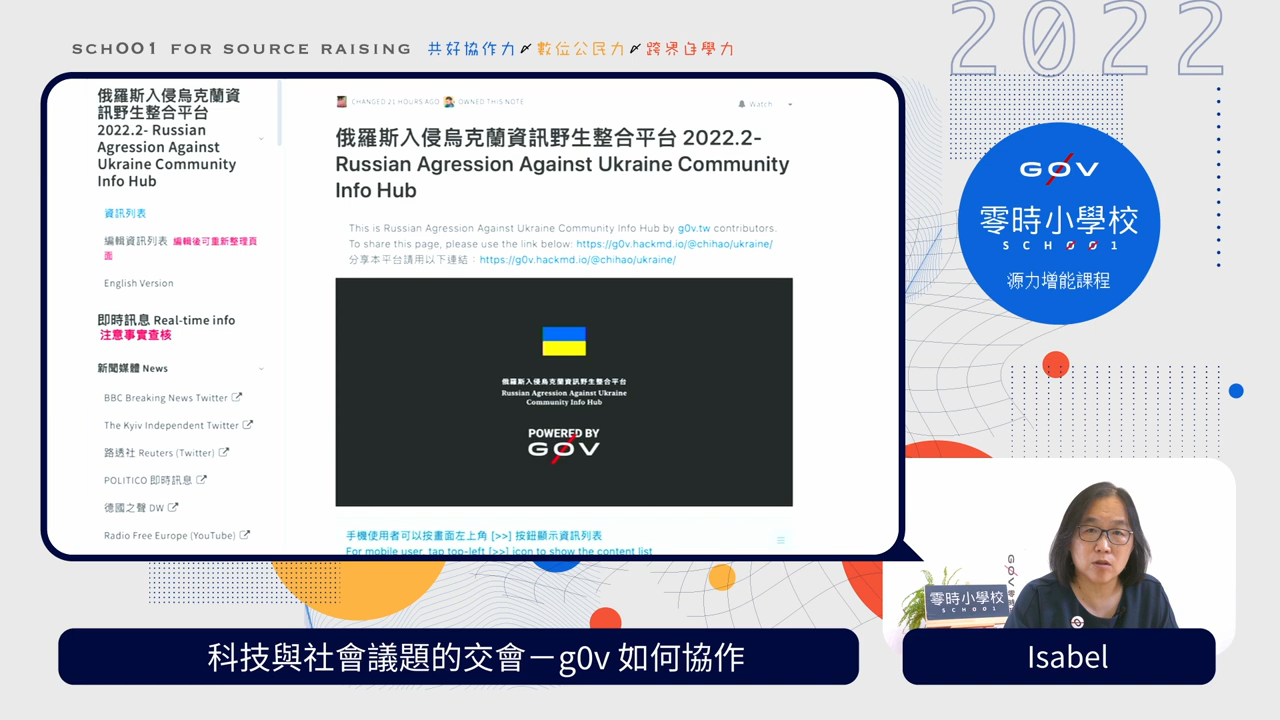 SCH001 FOR SOURCE RAISING 共好協作力 數位公民力 跨界自學力
2022
俄羅斯入侵烏克蘭資
訊野生整合平台
2022.2- Russian
Agression Against
Ukraine Community
Info Hub
資訊列表
編輯資訊列表 編輯後可重新整理頁
面
English Version
即時訊息 Real-time info
注意事實查核
新聞媒體 News
BBC Breaking News Twitter
The Kyiv Independent Twitter
路透社 Reuters (Twitter)
POLITICO 即時訊息
德國之聲 DW
Radio Free Europe (YouTube)
CHANGED 21 HOURS AGO OWNED THIS NOTE
Watch
俄羅斯入侵烏克蘭資訊野生整合平台 2022.2-
Russian Agression Against Ukraine Community
Info Hub
This is Russian Agression Against Ukraine Community Info Hub by g0v.tw contributors.
To share this page, please use the link below: https://g0v.hackmd.io/@chihao/ukraine/
分享本平台請用以下連結：https://g0v.hackmd.io/@chihao/ukraine/
俄羅斯入侵烏克蘭資訊野生整合平台
Russian Agression Against Ukraine
Community Info Hub
POWERED BY
G0V
手機使用者可以按畫面左上角 [>>] 按鈕顯示資訊列表
For mobile user, tap top-left [>>] icon to show the content list
G0V
零時小學校
SCH001
源力增能課程
G0V 零時
零時小學校
SCH001
科技與社會議題的交會－g0v 如何協作
Isabel